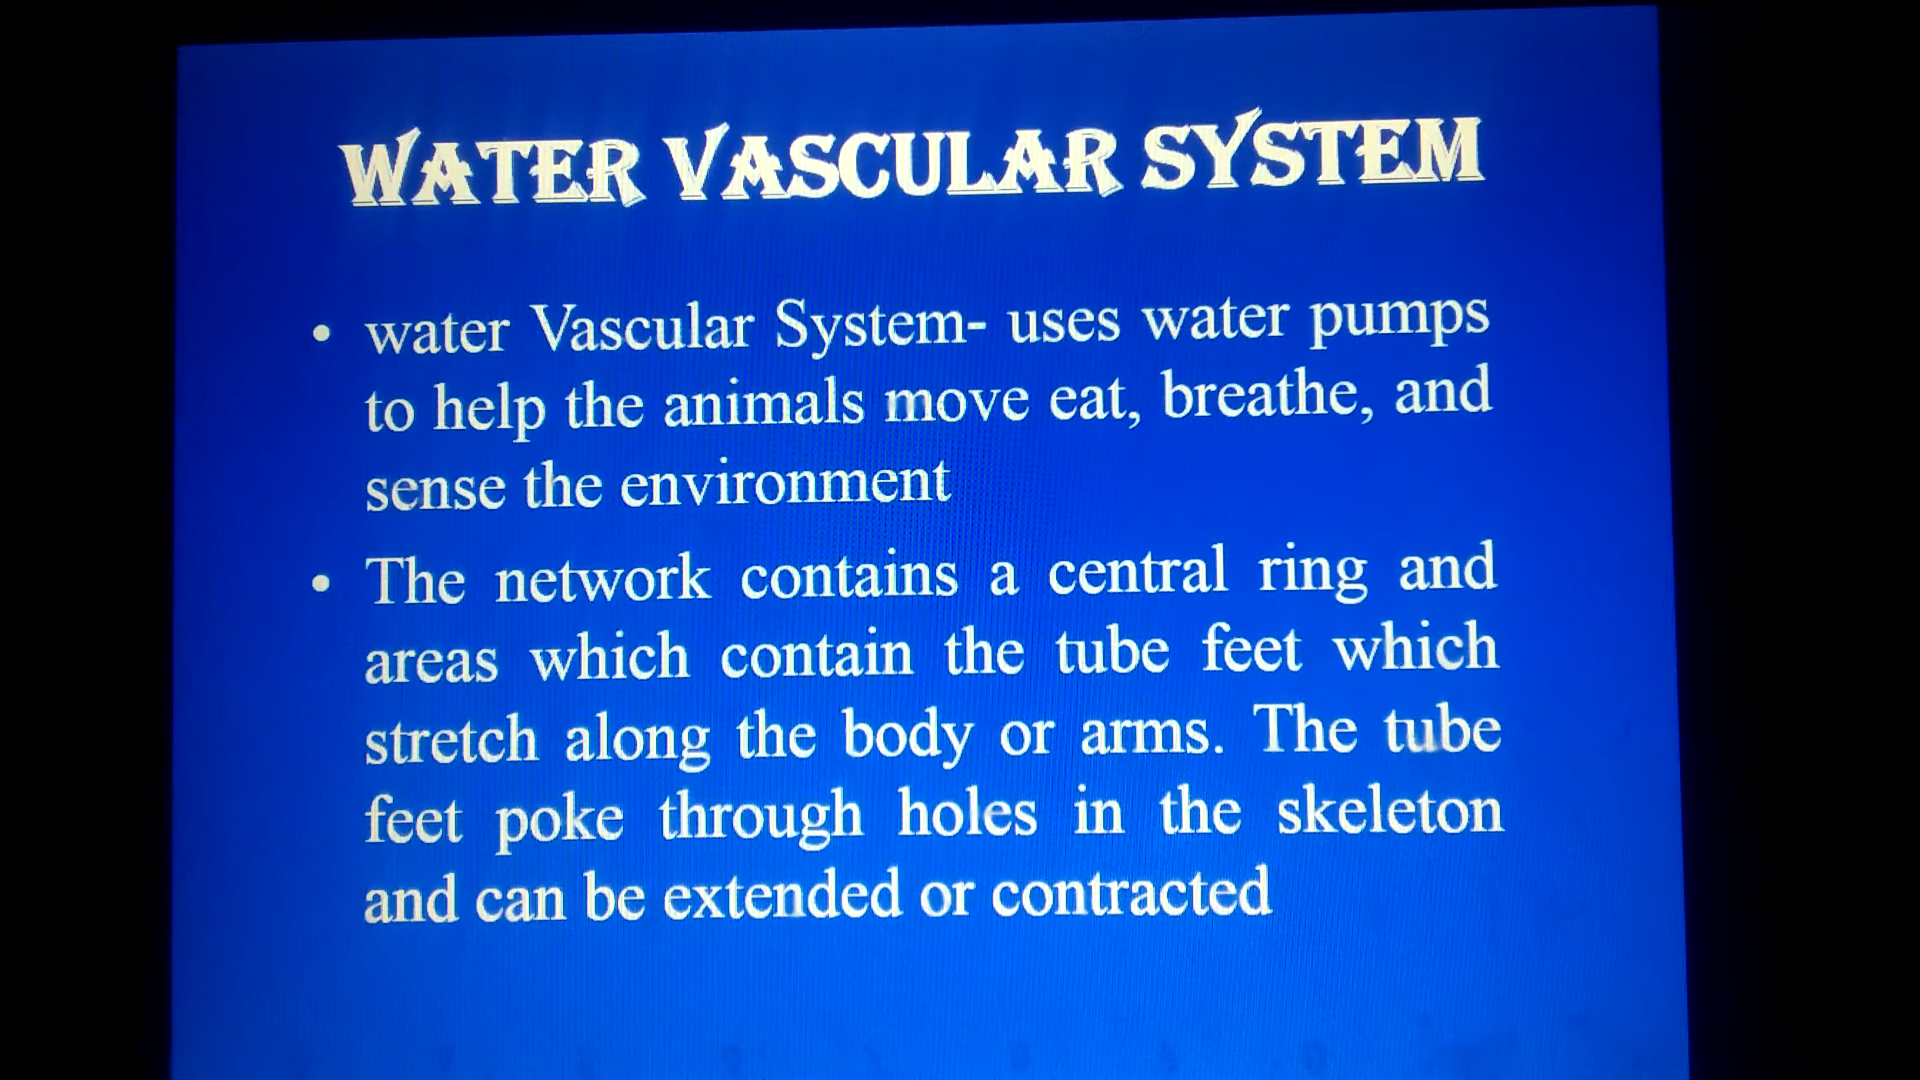 WATER VASCULAR SYSTEM
• water Vascular System- uses water pumps
to help the animals move eat, breathe, and
sense the environment
• The network contains a central ring and
areas which contain the tube feet which
stretch along the body or arms. The tube
feet poke through holes in the skeleton
and can be extended or contracted